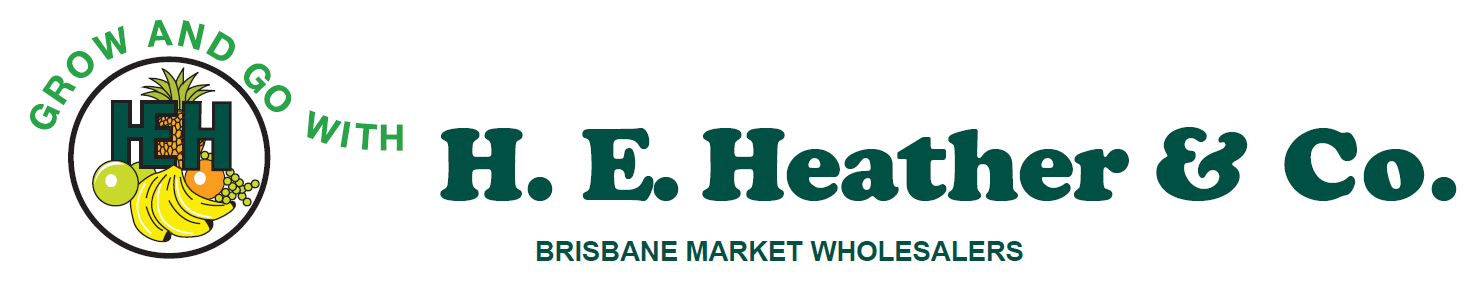 GROW AND GO WITH
HEH
H. E. Heather & Co.
BRISBANE MARKET WHOLESALERS